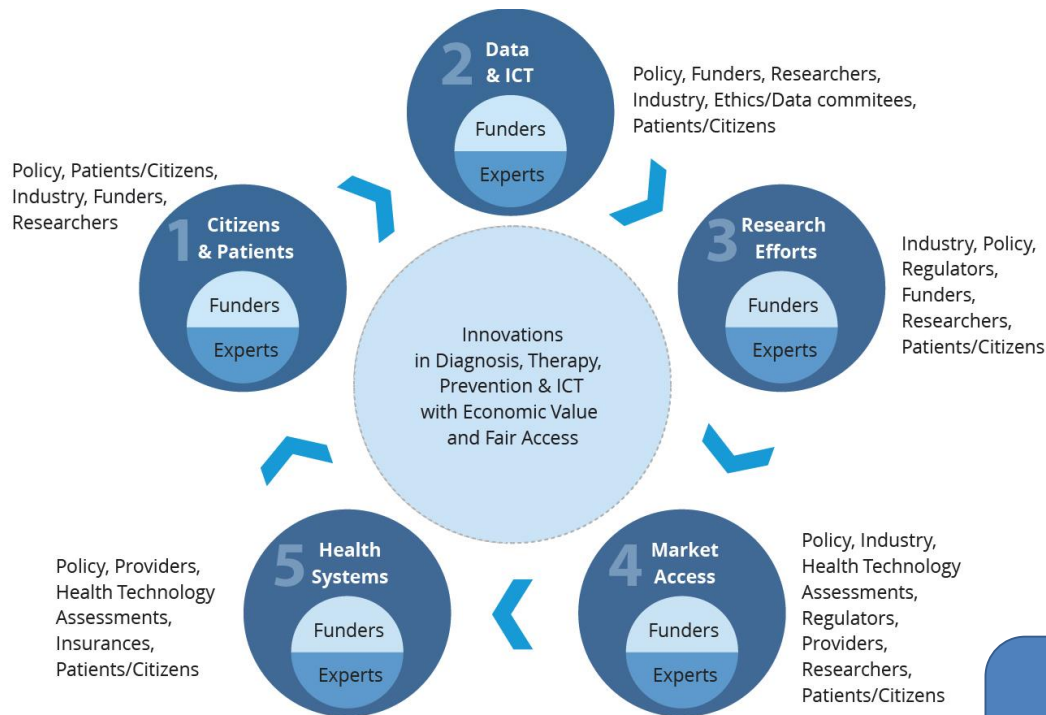 Policy, Patients/Citizens,
Industry, Funders,
Researchers
1
Citizens
& Patients
Funders
Experts
2
Data
& ICT
Funders
Experts
Policy, Funders, Researchers,
Industry, Ethics/Data commitees,
Patients/Citizens
3
Research
Efforts
Funders
Experts
Industry, Policy,
Regulators,
Funders,
Researchers,
Patients/Citizens
Innovations
in Diagnosis, Therapy,
Prevention & ICT
with Economic Value
and Fair Access
4
Market
Access
Funders
Experts
Policy, Industry,
Health Technology
Assessments,
Regulators,
Providers,
Researchers,
Patients/Citizens
5
Health
Systems
Funders
Experts
Policy, Providers,
Health Technology
Assessments,
Insurances,
Patients/Citizens